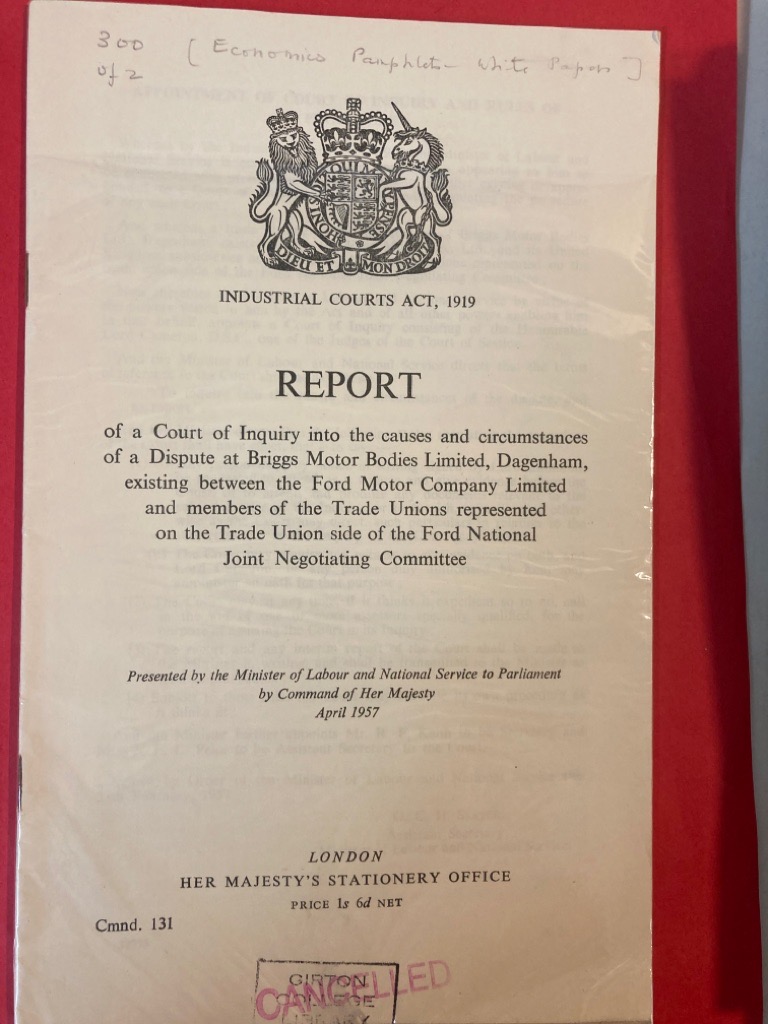 300 [Economics Pamphlets - White Papers]
of 2
DIEU ET MON DROIT
INDUSTRIAL COURTS ACT, 1919
REPORT
of a Court of Inquiry into the causes and circumstances
of a Dispute at Briggs Motor Bodies Limited, Dagenham,
existing between the Ford Motor Company Limited
and members of the Trade Unions represented
on the Trade Union side of the Ford National
Joint Negotiating Committee
Presented by the Minister of Labour and National Service to Parliament
by Command of Her Majesty
April 1957
LONDON
HER MAJESTY'S STATIONERY OFFICE
PRICE 1s 6d NET
Cmnd. 131
GIRTON
COLLEGE
LIBRARY
CANCELLED